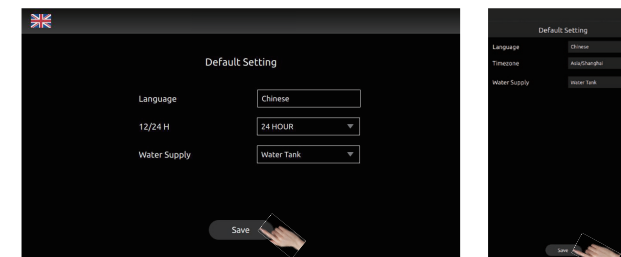 Default Setting
Language Chinese
12/24 H 24 HOUR
Water Supply Water Tank
Save
Default Setting
Language Chinese
Timezone Asia/Shanghai
Water Supply Water Tank
Save